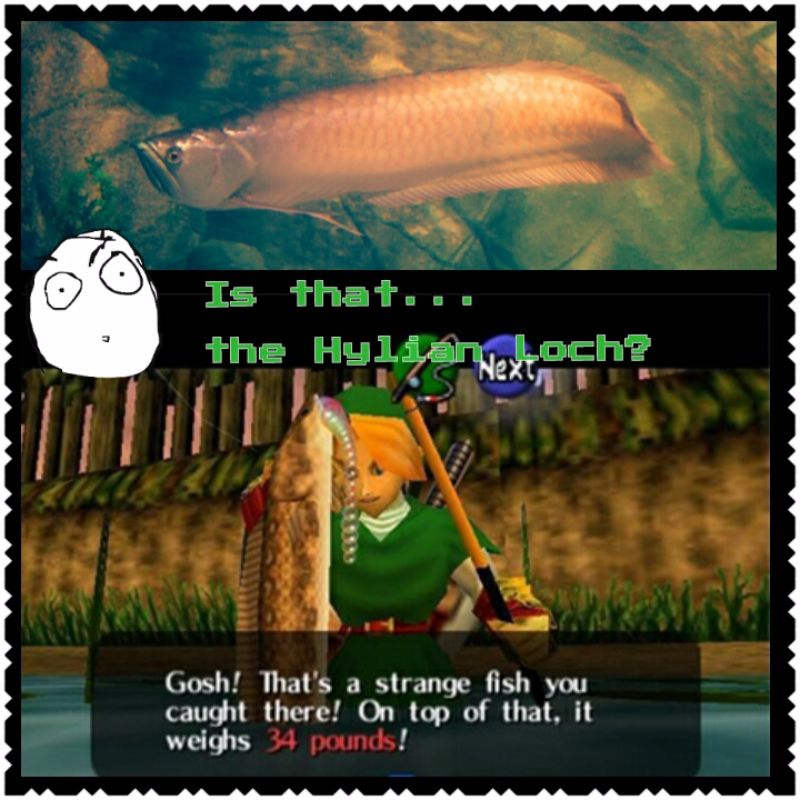 Is that...
the Hylian Loch?
Next
Gosh! That's a strange fish you
caught there! On top of that, it
weighs 34 pounds!